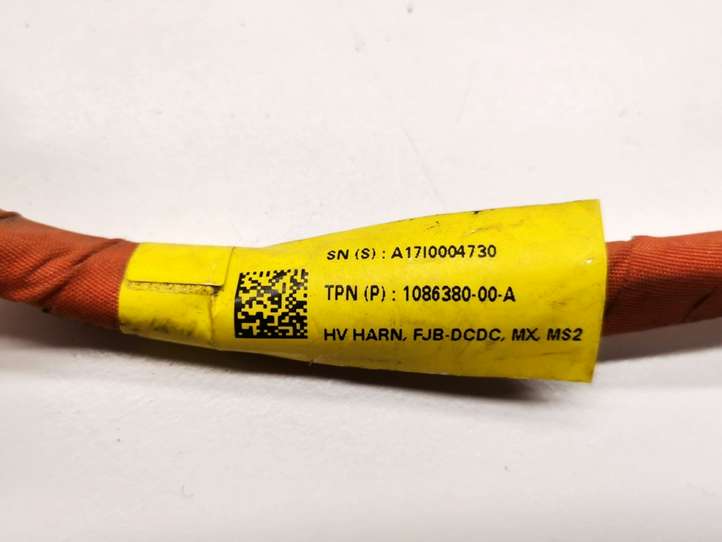 SN (S) : A17I0004730
TPN (P) : 1086380-00-A
HV HARN, FJB-DCDC, MX, MS2